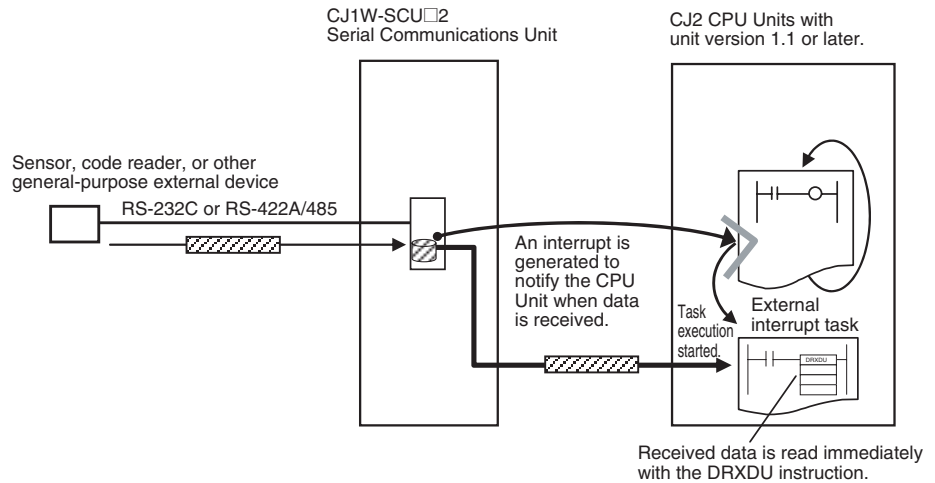 CJ1W-SCU□2
Serial Communications Unit
CJ2 CPU Units with
unit version 1.1 or later.
Sensor, code reader, or other
general-purpose external device
RS-232C or RS-422A/485
An interrupt is
generated to
notify the CPU
Unit when data
is received.
Task
execution
started.
External
interrupt task
DRXDU
Received data is read immediately
with the DRXDU instruction.